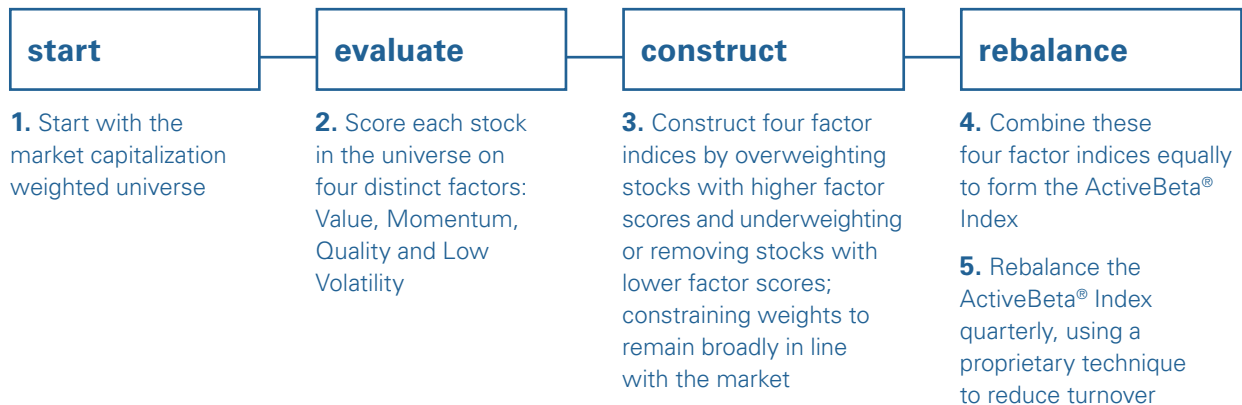 start
evaluate
construct
rebalance
1. Start with the
market capitalization
weighted universe
2. Score each stock
in the universe on
four distinct factors:
Value, Momentum,
Quality and Low
Volatility
3. Construct four factor
indices by overweighting
stocks with higher factor
scores and underweighting
or removing stocks with
lower factor scores;
constraining weights to
remain broadly in line
with the market
4. Combine these
four factor indices equally
to form the ActiveBeta®
Index
5. Rebalance the
ActiveBeta® Index
quarterly, using a
proprietary technique
to reduce turnover